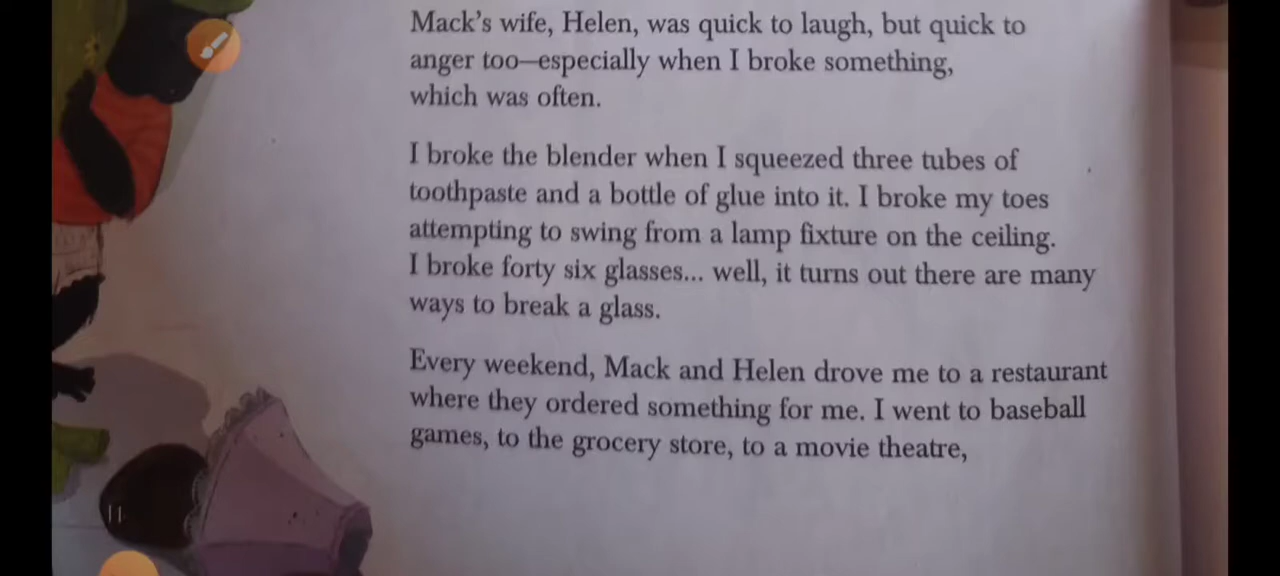 Mack's wife, Helen, was quick to laugh, but quick to
anger too—especially when I broke something,
which was often.
I broke the blender when I squeezed three tubes of
toothpaste and a bottle of glue into it. I broke my toes
attempting to swing from a lamp fixture on the ceiling.
I broke forty six glasses... well, it turns out there are many
ways to break a glass.
Every weekend, Mack and Helen drove me to a restaurant
where they ordered something for me. I went to baseball
games, to the grocery store, to a movie theatre,